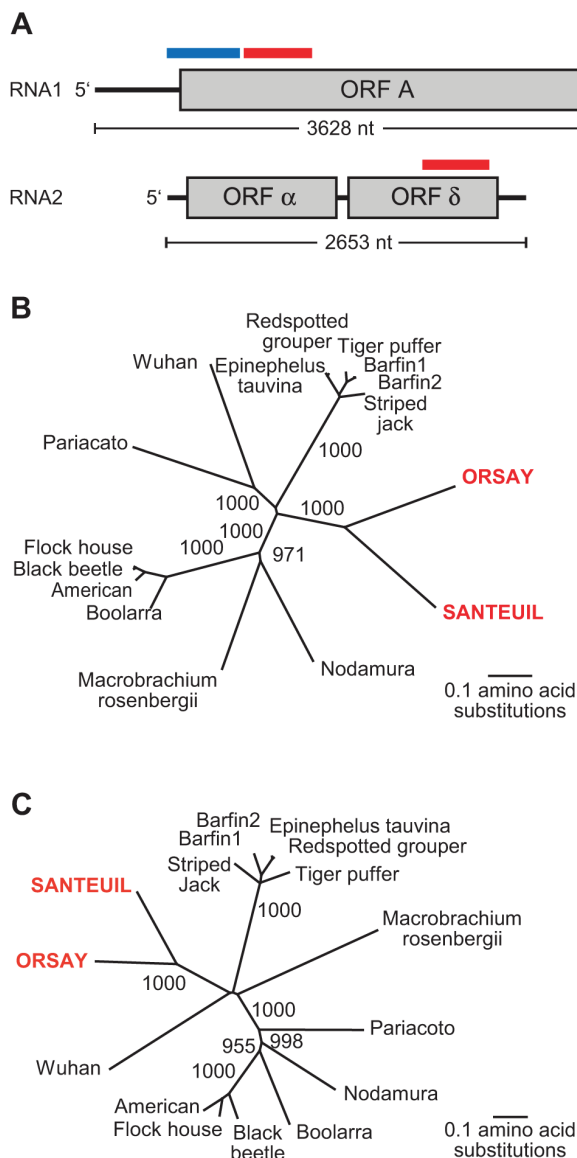 A
RNA1 5‘ ORF A
3628 nt
RNA2 5‘ ORF α ORF δ
2653 nt
B
Redspotted
grouper
Tiger puffer
Wuhan
Epinephelus
tauvina
Barfin1
Barfin2
Striped
jack
Pariacato
1000
ORSAY
1000
1000
1000
Flock house
1000
971
Black beetle
American
Boolarra
SANTEUIL
Macrobrachium
rosenbergii
Nodamura
0.1 amino acid
substitutions
C
Barfin2
Barfin1
Epinephelus tauvina
Redspotted grouper
Striped
Jack
Tiger puffer
SANTEUIL
1000
Macrobrachium
rosenbergii
ORSAY
1000
1000
Pariacoto
955
998
Wuhan
1000
Nodamura
American
Flock house
Black
beetle
Boolarra
0.1 amino acid
substitutions